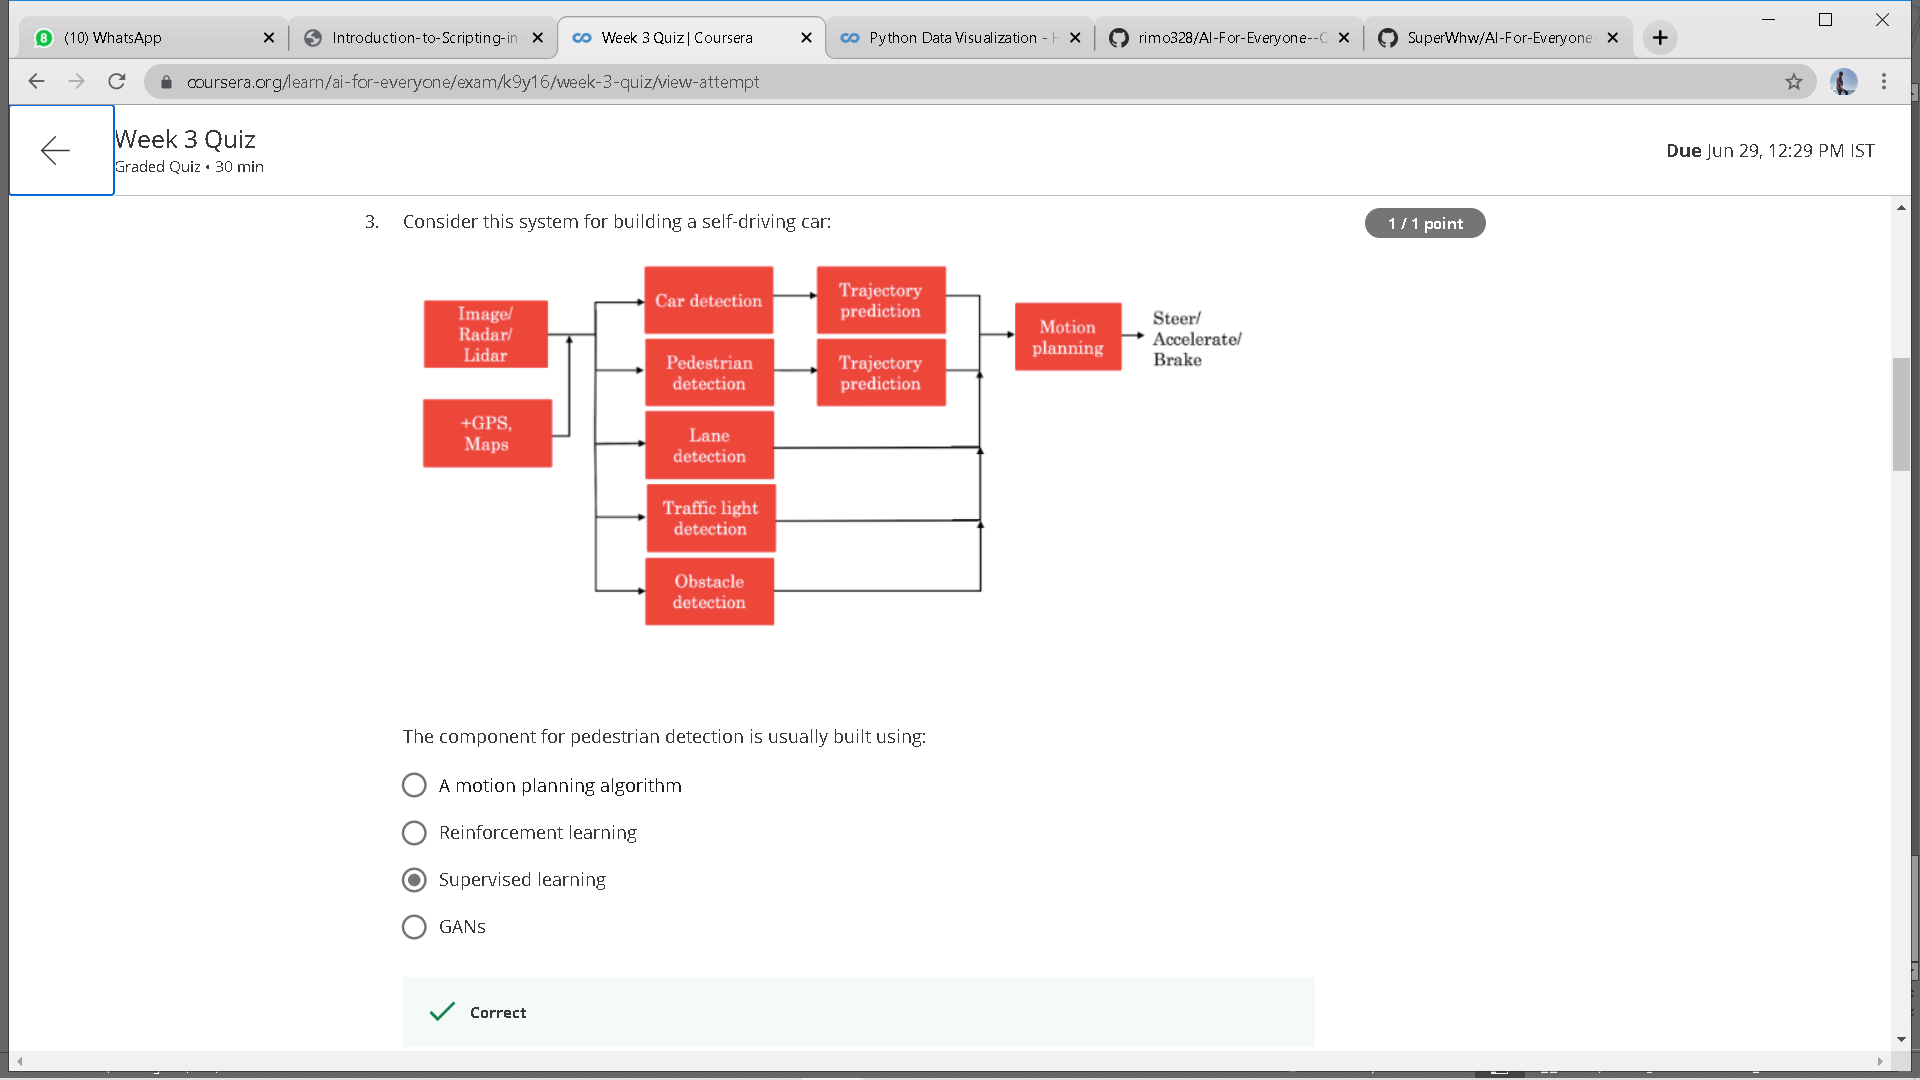 8 (10) WhatsApp
Introduction-to-Scripting-in
Week 3 Quiz | Coursera
Python Data Visualization - H
rimo328/AI-For-Everyone--C
SuperWhw/AI-For-Everyone
coursera.org/learn/ai-for-everyone/exam/k9y16/week-3-quiz/view-attempt
Week 3 Quiz
Graded Quiz • 30 min
Due Jun 29, 12:29 PM IST
3. Consider this system for building a self-driving car:
1 / 1 point
Image/
Radar/
Lidar
+GPS,
Maps
Car detection
Trajectory
prediction
Pedestrian
detection
Trajectory
prediction
Lane
detection
Traffic light
detection
Obstacle
detection
Motion
planning
Steer/
Accelerate/
Brake
The component for pedestrian detection is usually built using:
A motion planning algorithm
Reinforcement learning
Supervised learning
GANs
Correct